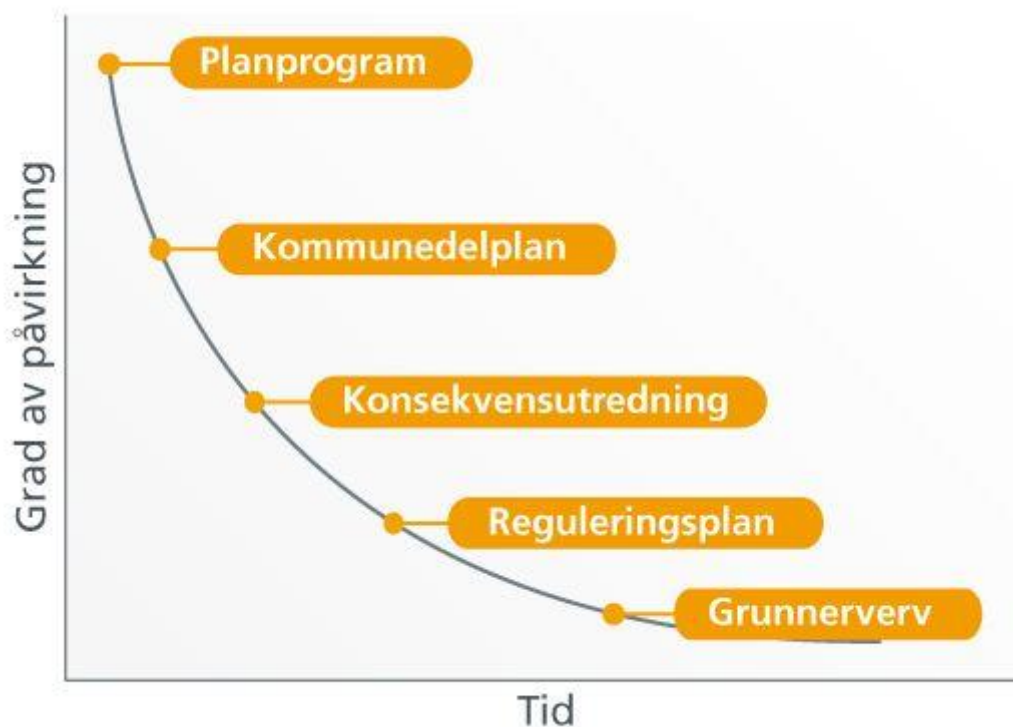 Planprogram
Kommunedelplan
Konsekvensutredning
Reguleringsplan
Grunnerverv
Grad av påvirkning
Tid